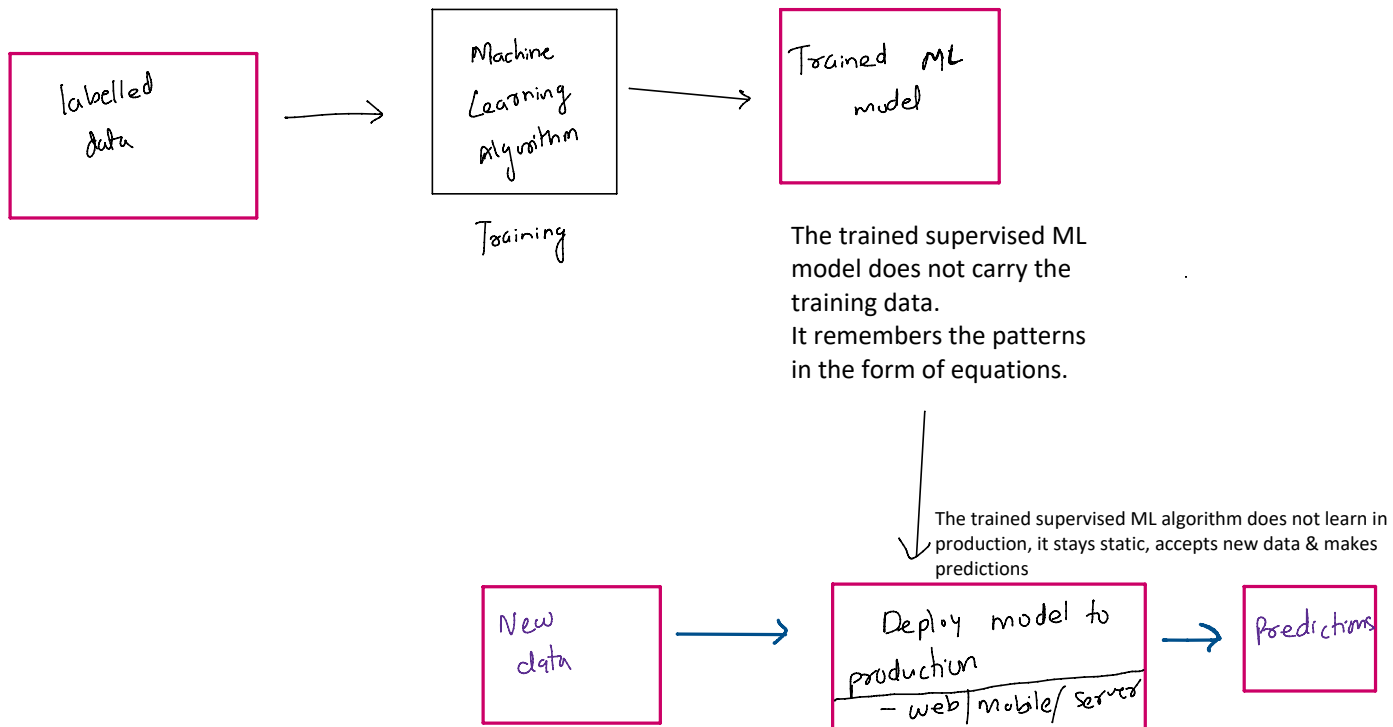 labelled
data
Machine
Learning
Algorithm
Training
Trained ML
model
The trained supervised ML
model does not carry the
training data.
It remembers the patterns
in the form of equations.
The trained supervised ML algorithm does not learn in
production, it stays static, accepts new data & makes
predictions
New
data
Deploy model to
production
- web/mobile/server
Predictions